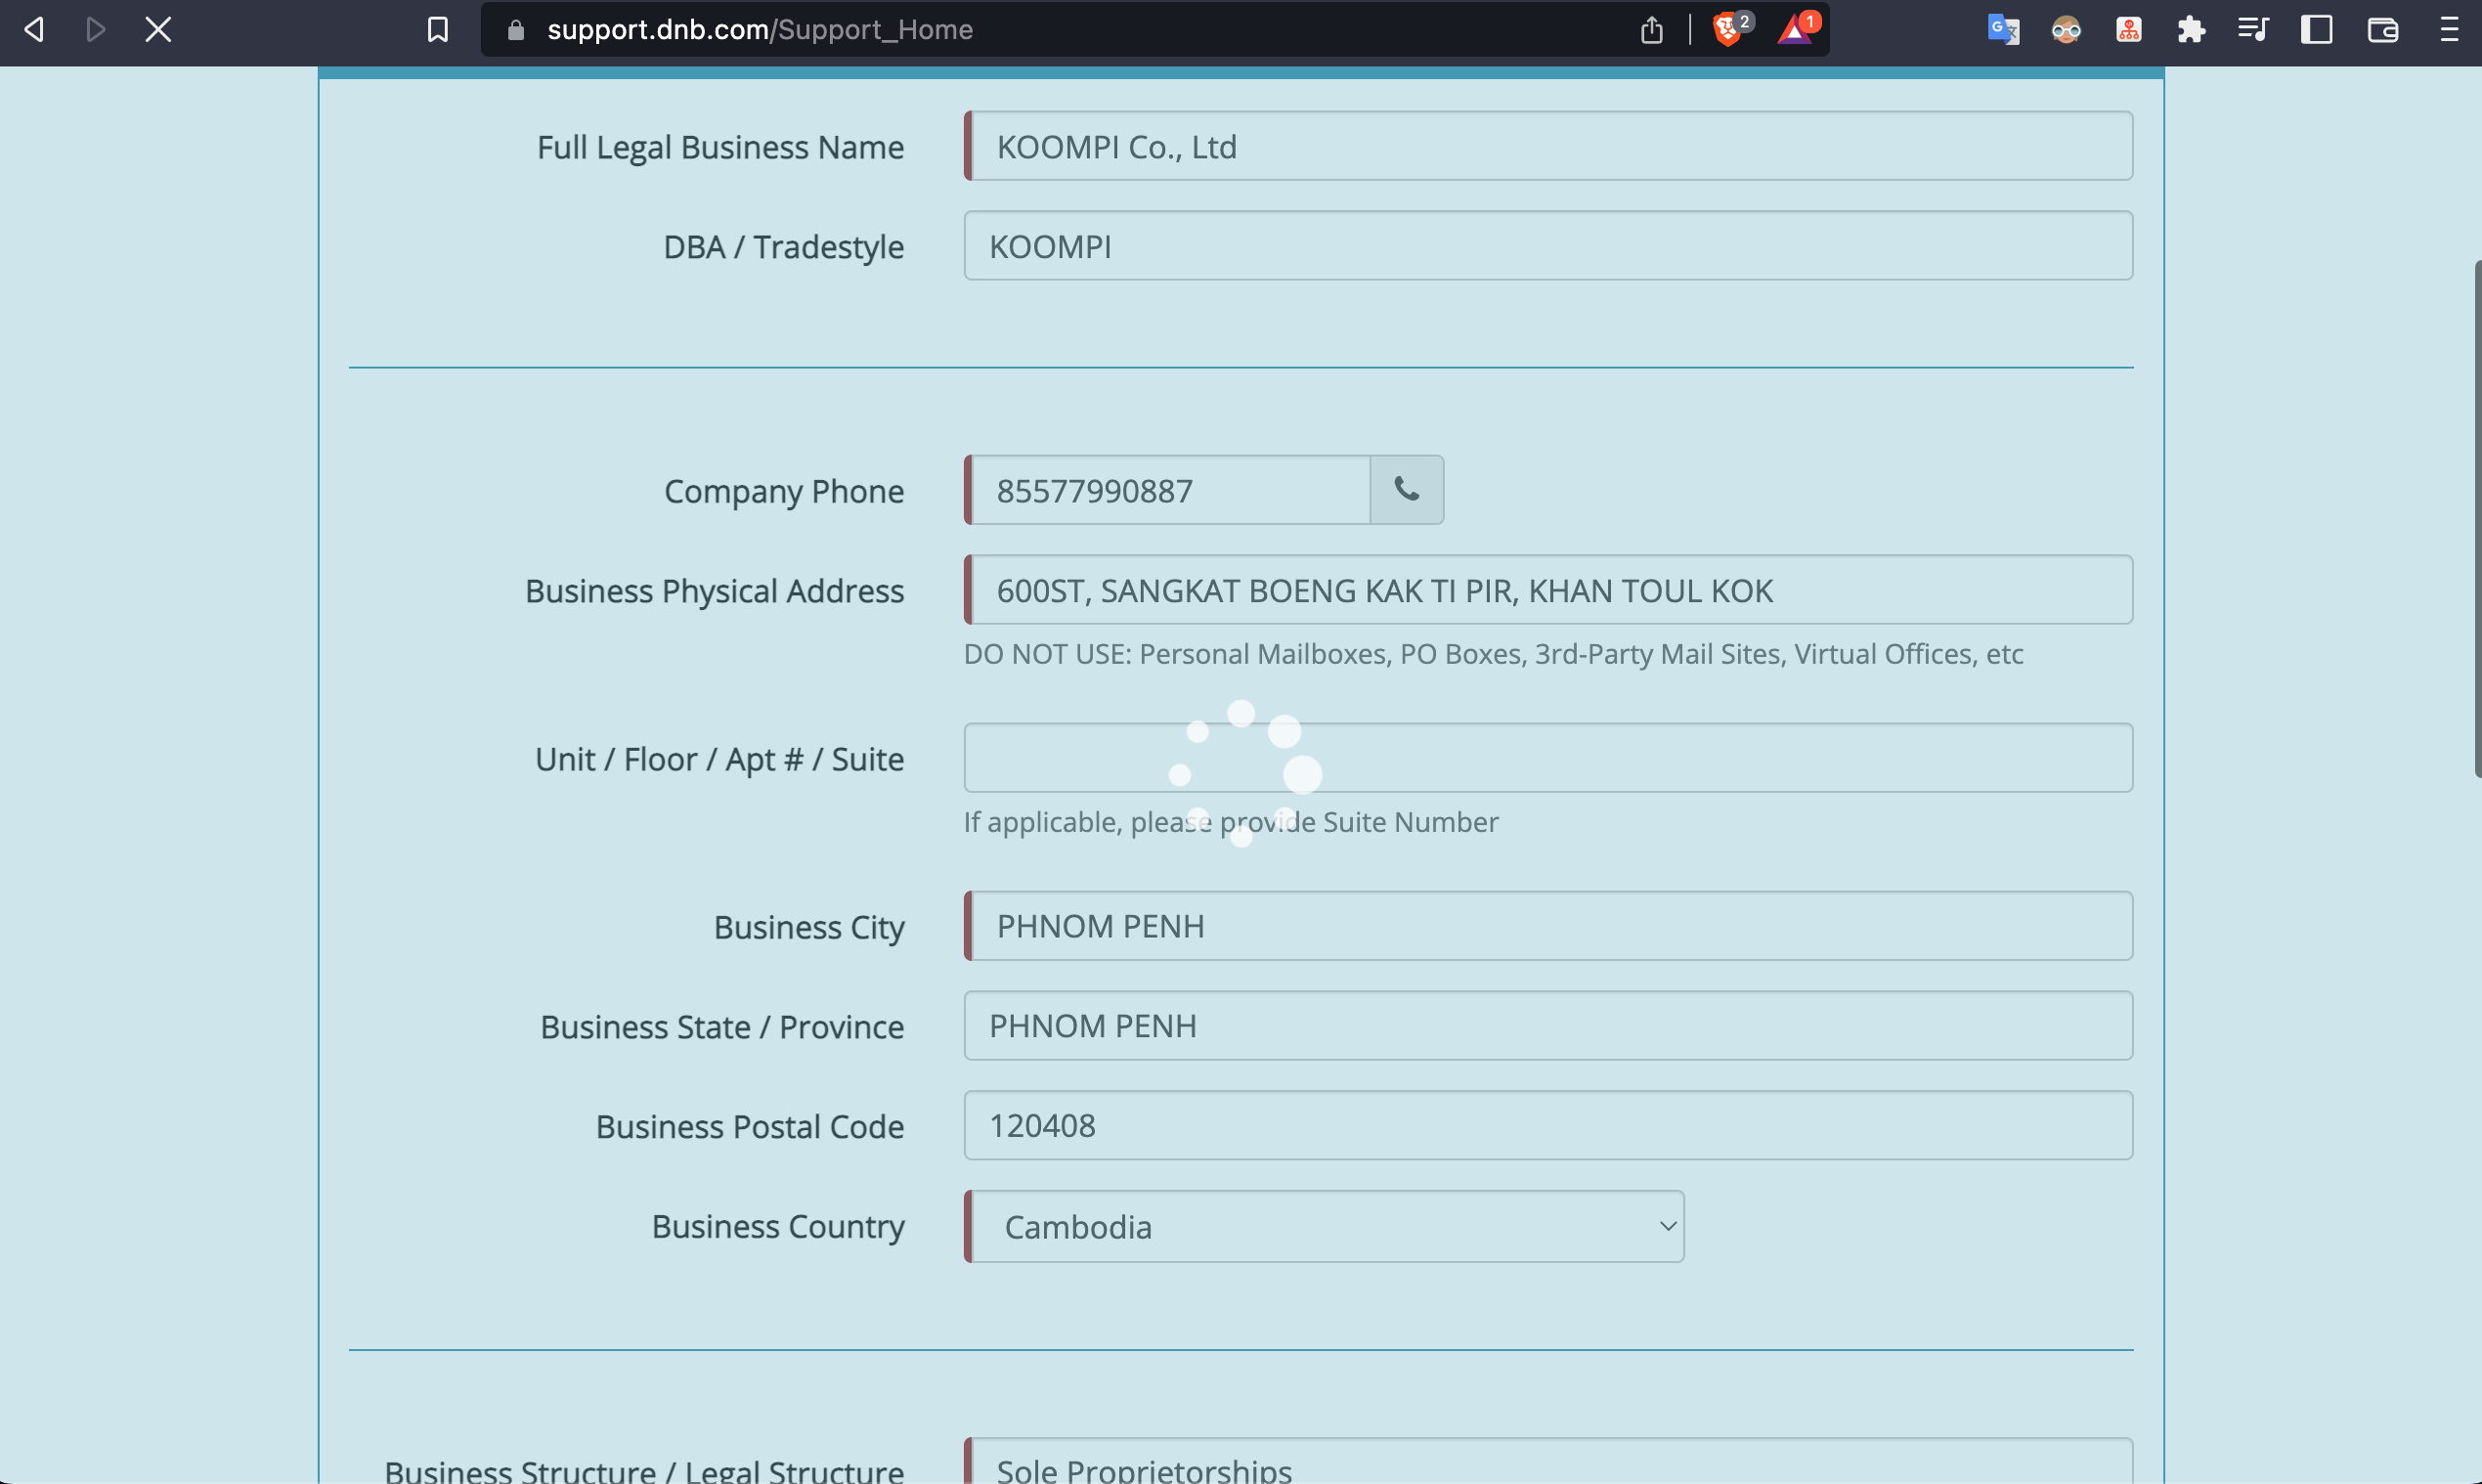 support.dnb.com/Support_Home
2
1
Full Legal Business Name
KOOMPI Co., Ltd
DBA / Tradestyle
KOOMPI
Company Phone
85577990887
Business Physical Address
600ST, SANGKAT BOENG KAK TI PIR, KHAN TOUL KOK
DO NOT USE: Personal Mailboxes, PO Boxes, 3rd-Party Mail Sites, Virtual Offices, etc
Unit / Floor / Apt # / Suite
If applicable, please provide Suite Number
Business City
PHNOM PENH
Business State / Province
PHNOM PENH
Business Postal Code
120408
Business Country
Cambodia
Business Structure / Legal Structure
Sole Proprietorships